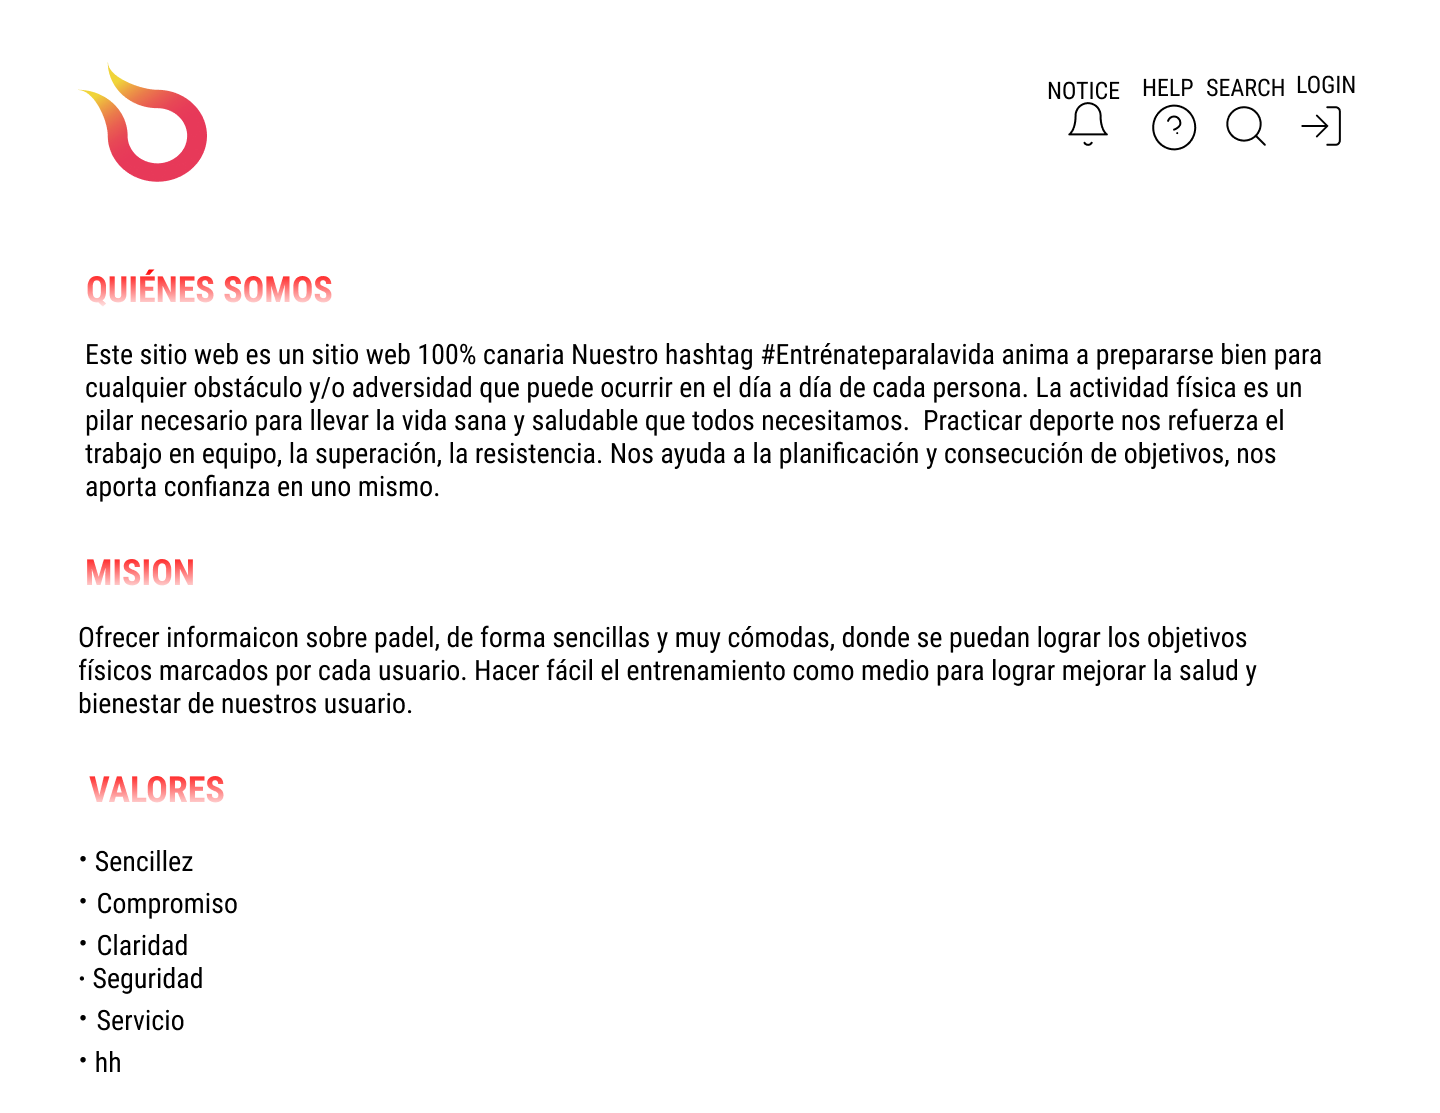 NOTICE HELP SEARCH LOGIN
QUIÉNES SOMOS
Este sitio web es un sitio web 100% canaria Nuestro hashtag #Entrénateparalavida anima a prepararse bien para
cualquier obstáculo y/o adversidad que puede ocurrir en el día a día de cada persona. La actividad física es un
pilar necesario para llevar la vida sana y saludable que todos necesitamos.  Practicar deporte nos refuerza el
trabajo en equipo, la superación, la resistencia. Nos ayuda a la planificación y consecución de objetivos, nos
aporta confianza en uno mismo.
MISION
Ofrecer informaicon sobre padel, de forma sencillas y muy cómodas, donde se puedan lograr los objetivos
físicos marcados por cada usuario. Hacer fácil el entrenamiento como medio para lograr mejorar la salud y
bienestar de nuestros usuario.
VALORES
• Sencillez
• Compromiso
• Claridad
• Seguridad
• Servicio
• hh